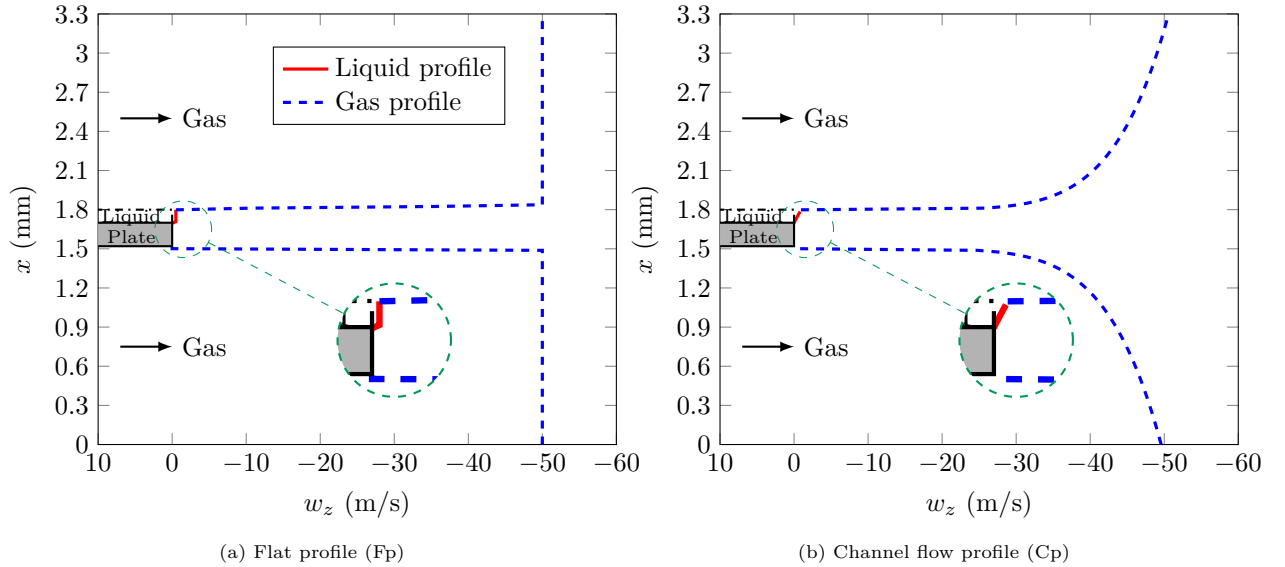 3.3
3
2.7
2.4
2.1
1.8
1.5
1.2
0.9
0.6
0.3
0
x (mm)
Liquid profile
Gas profile
Gas
Liquid
Plate
Gas
10 0 −10 −20 −30 −40 −50 −60
w_z (m/s)
(a) Flat profile (Fp)
3.3
3
2.7
2.4
2.1
1.8
1.5
1.2
0.9
0.6
0.3
0
x (mm)
Gas
Liquid
Plate
Gas
10 0 −10 −20 −30 −40 −50 −60
w_z (m/s)
(b) Channel flow profile (Cp)